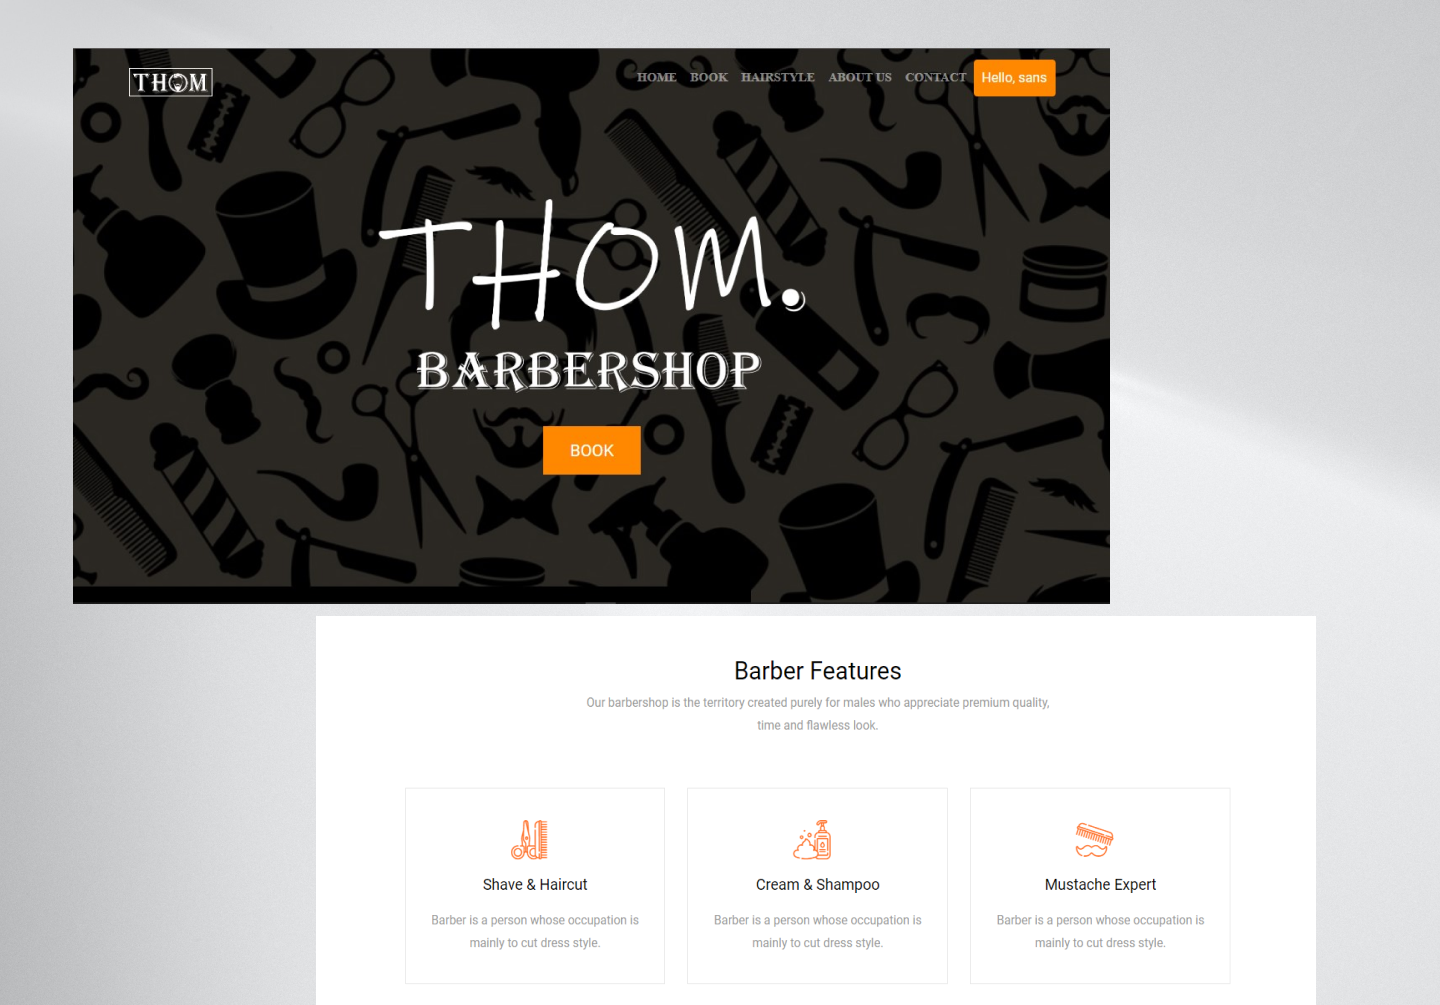 THOM
HOME BOOK HAIRSTYLE ABOUT US CONTACT Hello, sans
THOM.
BARBERSHOP
BOOK
Barber Features
Our barbershop is the territory created purely for males who appreciate premium quality,
time and flawless look.
Shave & Haircut
Barber is a person whose occupation is
mainly to cut dress style.
Cream & Shampoo
Barber is a person whose occupation is
mainly to cut dress style.
Mustache Expert
Barber is a person whose occupation is
mainly to cut dress style.